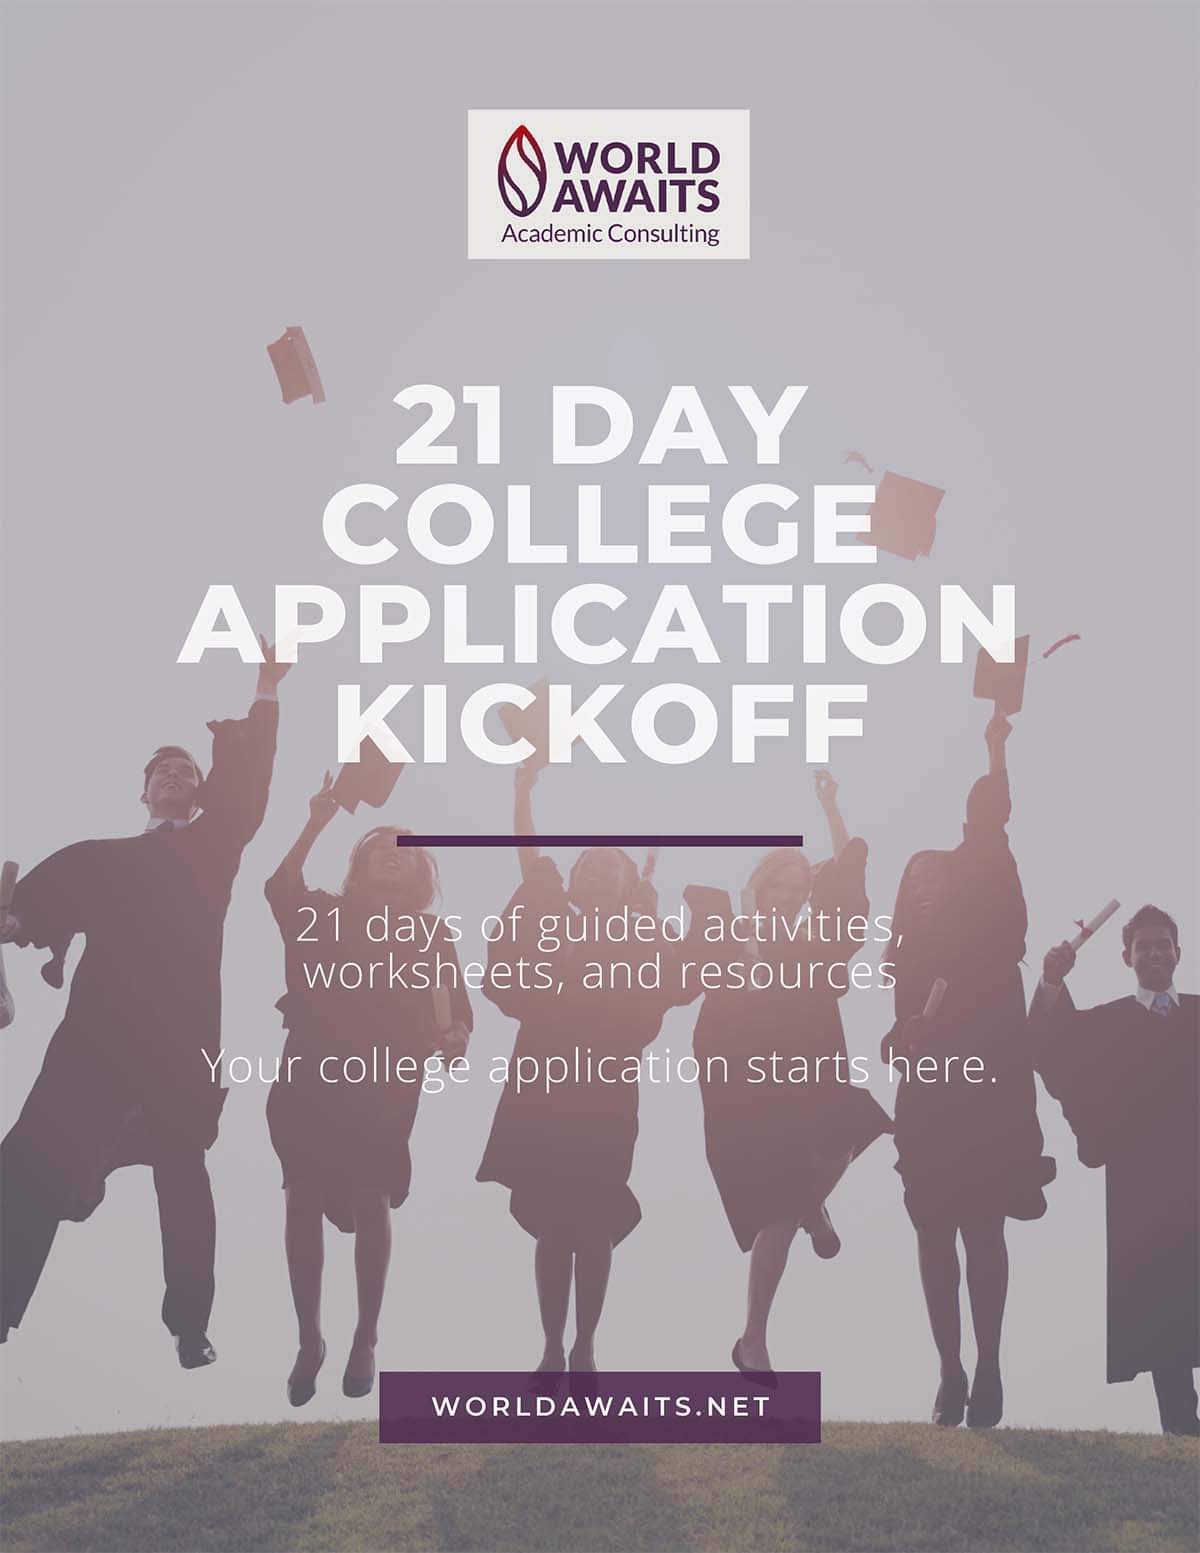 WORLD
AWAITS
Academic Consulting
21 DAY
COLLEGE
APPLICATION
KICKOFF
21 days of guided activities,
worksheets, and resources
Your college application starts here.
WORLDAWAITS.NET